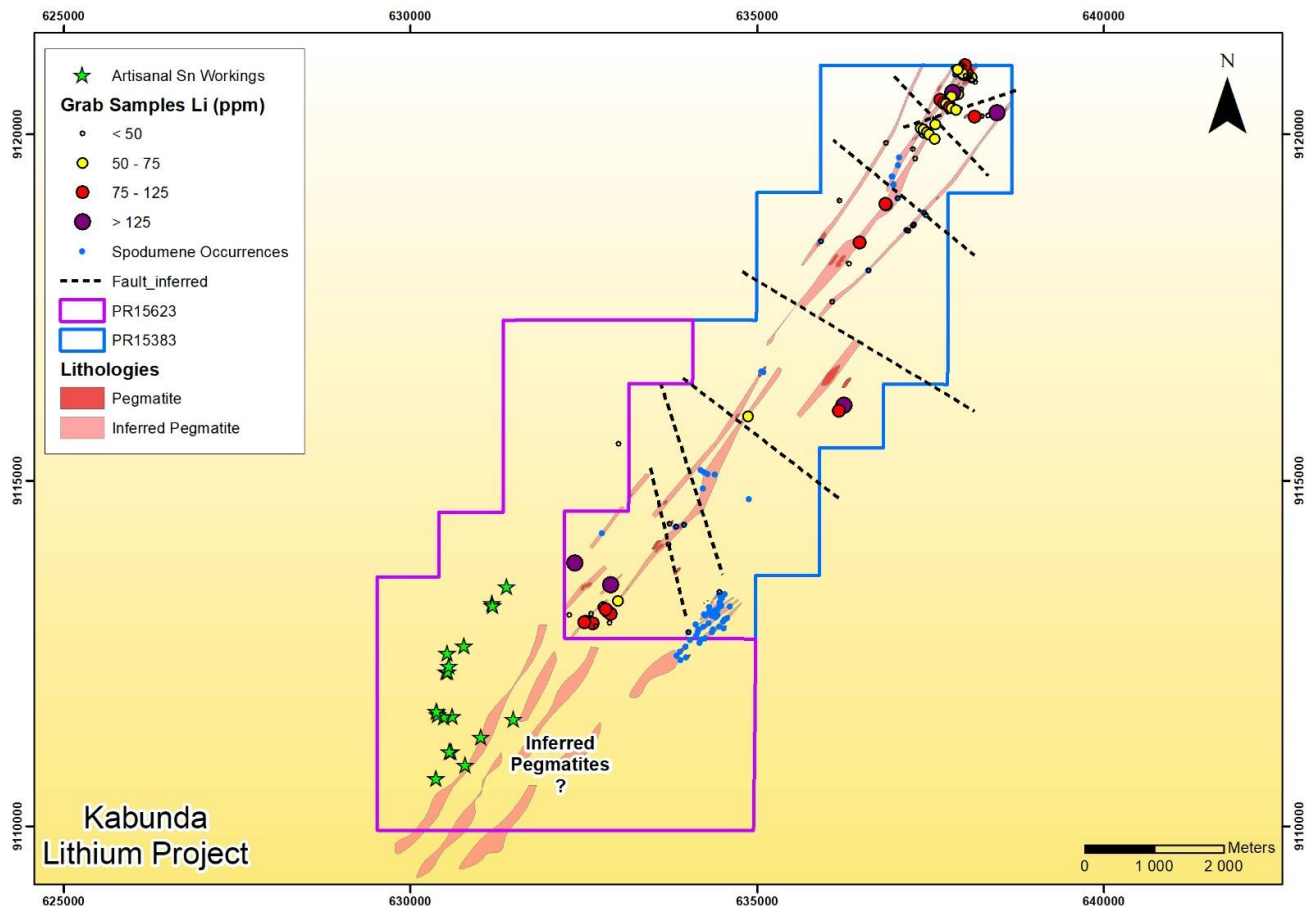 625000
630000
635000
640000
Artisanal Sn Workings
Grab Samples Li (ppm)
< 50
50 - 75
75 - 125
> 125
Spodumene Occurrences
Fault_inferred
PR15623
PR15383
Lithologies
Pegmatite
Inferred Pegmatite
N
9120000
9120000
9115000
9115000
9110000
9110000
Inferred
Pegmatites
?
Kabunda
Lithium Project
Meters
0 1 000 2 000
625000
630000
635000
640000